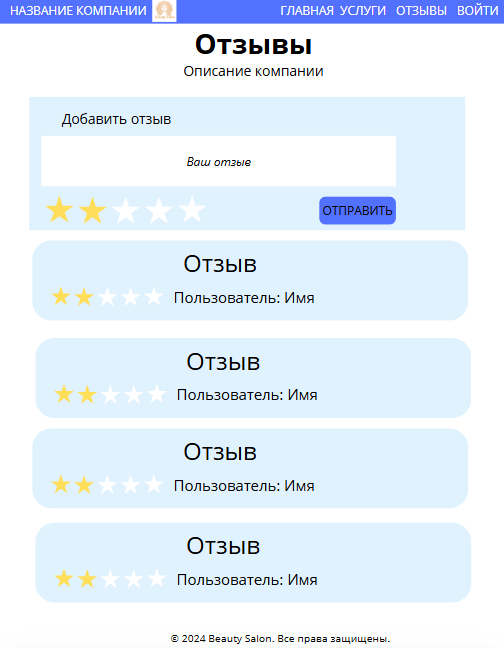 НАЗВАНИЕ КОМПАНИИ ГЛАВНАЯ УСЛУГИ ОТЗЫВЫ ВОЙТИ
Отзывы
Описание компании
Добавить отзыв
Ваш отзыв
ОТПРАВИТЬ
Отзыв
Пользователь: Имя
Отзыв
Пользователь: Имя
Отзыв
Пользователь: Имя
Отзыв
Пользователь: Имя
© 2024 Beauty Salon. Все права защищены.